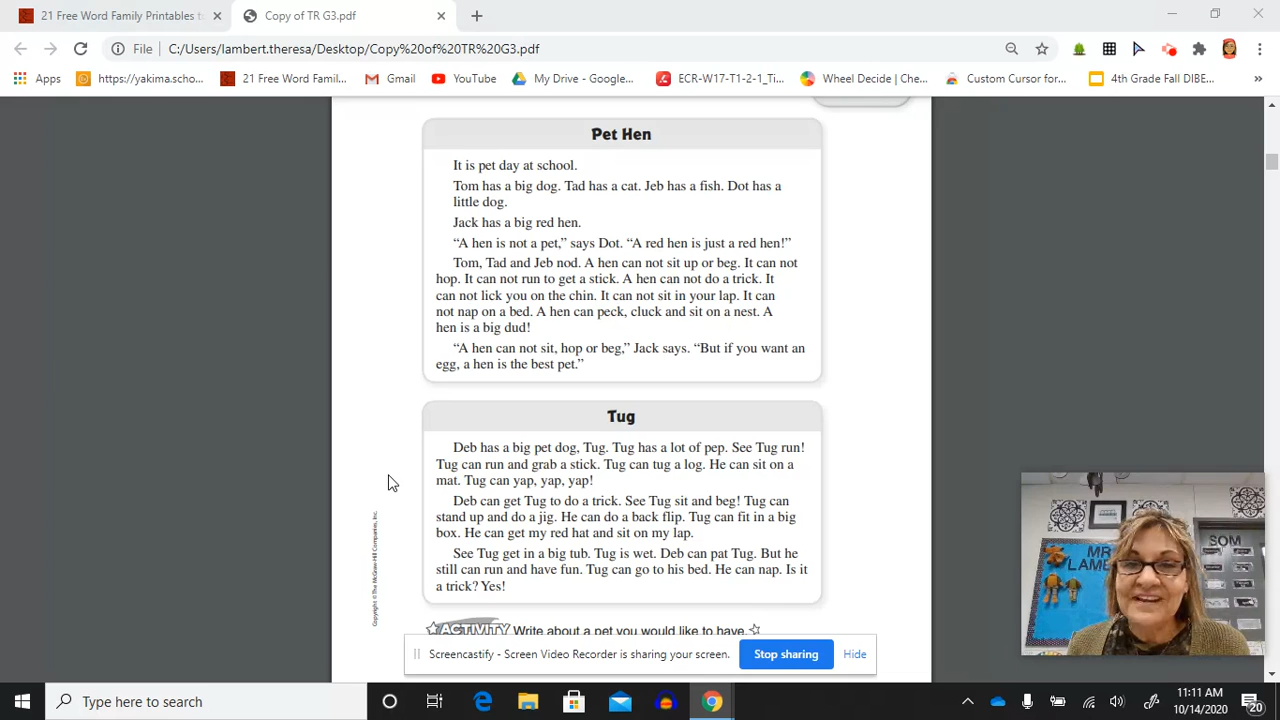 21 Free Word Family Printables t
Copy of TR G3.pdf
File
C:/Users/lambert.theresa/Desktop/Copy%20of%20TR%20G3.pdf
Apps
https://yakima.scho...
21 Free Word Famil...
Gmail
YouTube
My Drive - Google...
ECR-W17-T1-2-1_Ti...
Wheel Decide | Che...
Custom Cursor for...
4th Grade Fall DIBE...
Pet Hen
It is pet day at school.
Tom has a big dog. Tad has a cat. Jeb has a fish. Dot has a
little dog.
Jack has a big red hen.
“A hen is not a pet,” says Dot. “A red hen is just a red hen!”
Tom, Tad and Jeb nod. A hen can not sit up or beg. It can not
hop. It can not run to get a stick. A hen can not do a trick. It
can not lick you on the chin. It can not sit in your lap. It can
not nap on a bed. A hen can peck, cluck and sit on a nest. A
hen is a big dud!
“A hen can not sit, hop or beg,” Jack says. “But if you want an
egg, a hen is the best pet.”
Tug
Deb has a big pet dog, Tug. Tug has a lot of pep. See Tug run!
Tug can run and grab a stick. Tug can tug a log. He can sit on a
mat. Tug can yap, yap, yap!
Deb can get Tug to do a trick. See Tug sit and beg! Tug can
stand up and do a jig. He can do a back flip. Tug can fit in a big
box. He can get my red hat and sit on my lap.
See Tug get in a big tub. Tug is wet. Deb can pat Tug. But he
still can run and have fun. Tug can go to his bed. He can nap. Is it
a trick? Yes!
Copyright © The McGraw-Hill Companies, Inc.
ACTIVITY Write about a pet you would like to have.
Screencastify - Screen Video Recorder is sharing your screen.
Stop sharing
Hide
MR
LAMBE
SOM
Type here to search
11:11 AM
10/14/2020
20